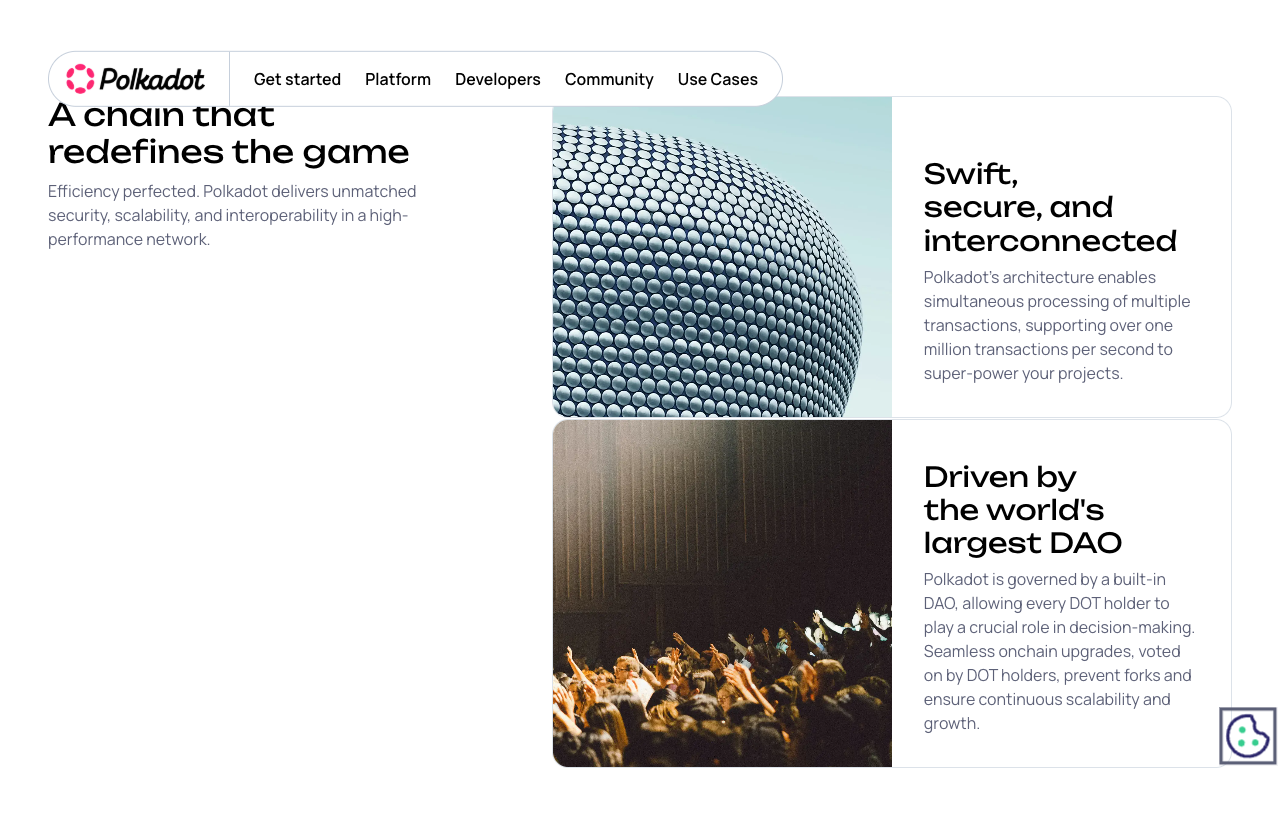 Polkadot
Get started
Platform
Developers
Community
Use Cases
A chain that
redefines the game
Efficiency perfected. Polkadot delivers unmatched
security, scalability, and interoperability in a high-
performance network.
Swift,
secure, and
interconnected
Polkadot's architecture enables
simultaneous processing of multiple
transactions, supporting over one
million transactions per second to
super-power your projects.
Driven by
the world's
largest DAO
Polkadot is governed by a built-in
DAO, allowing every DOT holder to
play a crucial role in decision-making.
Seamless onchain upgrades, voted
on by DOT holders, prevent forks and
ensure continuous scalability and
growth.